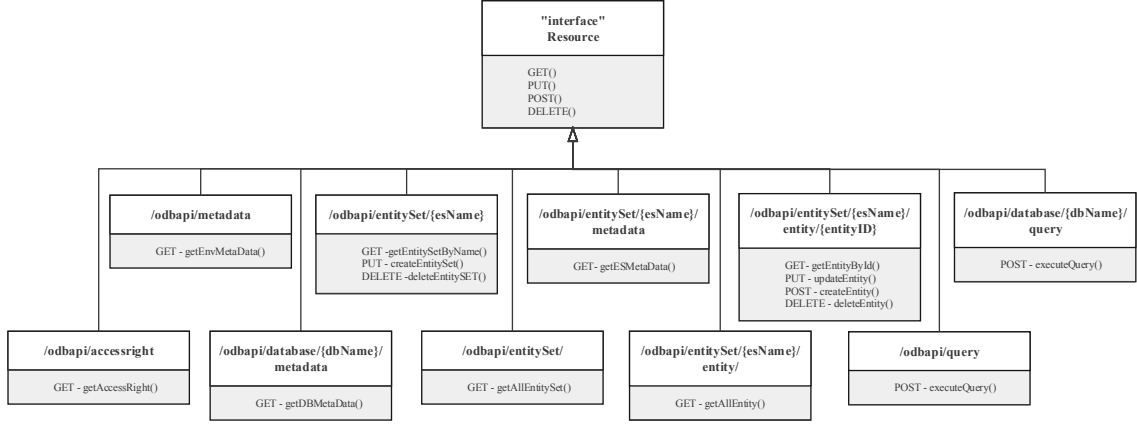 "interface"
Resource
GET()
PUT()
POST()
DELETE()
/odbapi/metadata
GET - getEnvMetaData()
/odbapi/entitySet/{esName}
GET -getEntitySetByName()
PUT - createEntitySet()
DELETE -deleteEntitySET()
/odbapi/entitySet/{esName}/
metadata
GET- getESMetaData()
/odbapi/entitySet/{esName}/
entity/{entityID}
GET- getEntityById()
PUT - updateEntity()
POST - createEntity()
DELETE - deleteEntity()
/odbapi/database/{dbName}/
query
POST - executeQuery()
/odbapi/accessright
GET - getAccessRight()
/odbapi/database/{dbName}/
metadata
GET - getDBMetaData()
/odbapi/entitySet/
GET - getAllEntitySet()
/odbapi/entitySet/{esName}/
entity/
GET - getAllEntity()
/odbapi/query
POST - executeQuery()